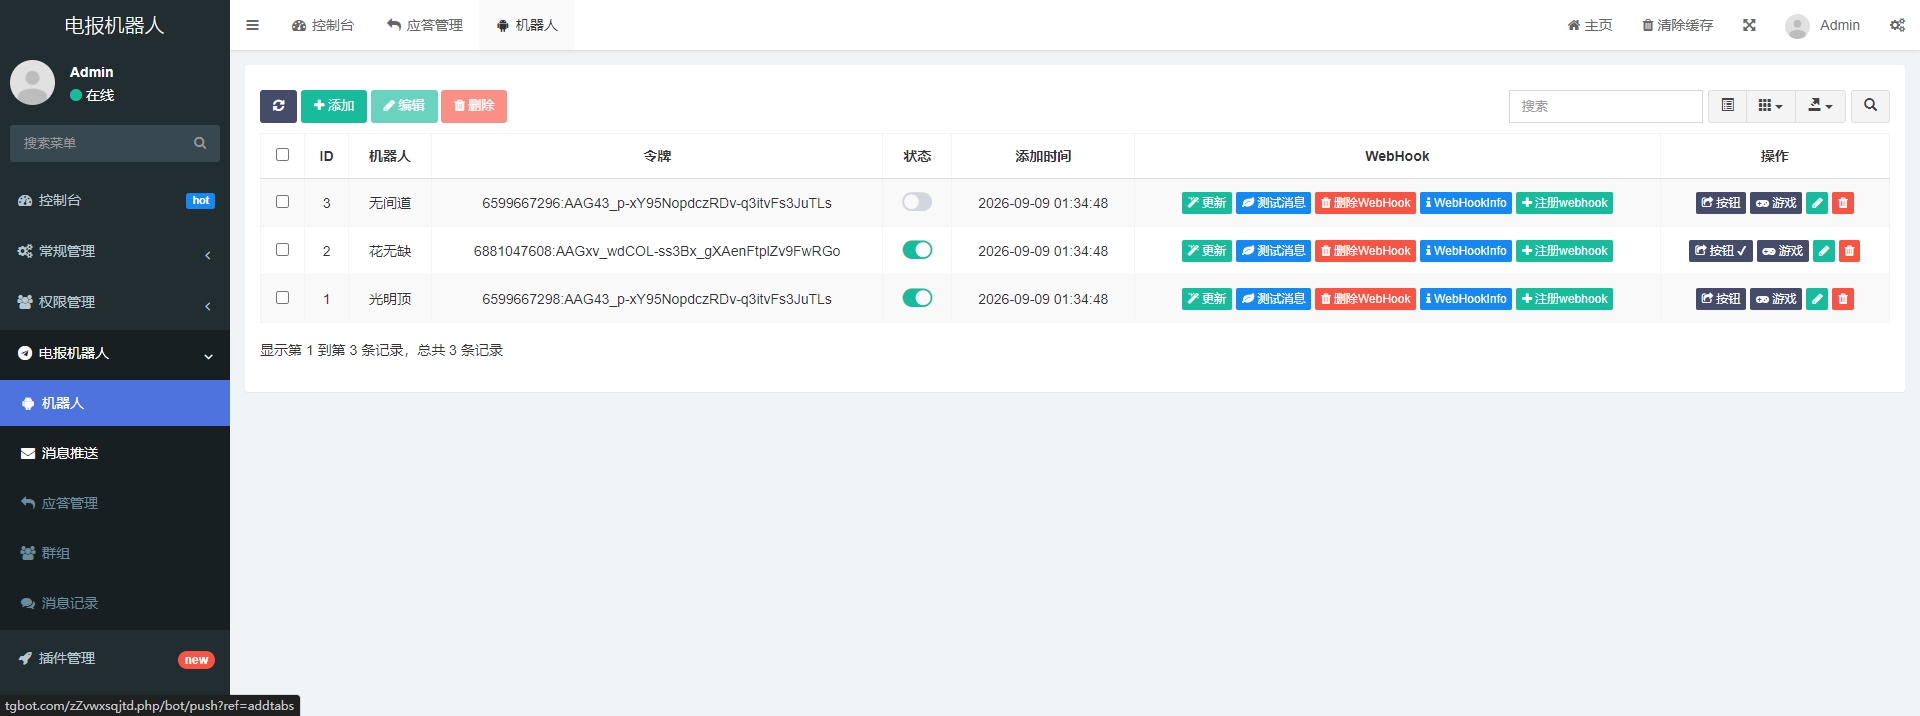 电报机器人
Admin
在线
搜索菜单
控制台 hot
常规管理
权限管理
电报机器人
机器人
消息推送
应答管理
群组
消息记录
插件管理 new
tgbot.com/zZvwxsqjtd.php/bot/push?ref=addtabs
控制台 应答管理 机器人 主页 清除缓存 Admin
添加 编辑 删除 搜索
ID 机器人 令牌 状态 添加时间 WebHook 操作
3 无间道 6599667296:AAG43_p-xY95NopdczRDv-q3itvFs3JuTLs 2026-09-09 01:34:48 更新 测试消息 删除WebHook WebHookInfo 注册webhook 按钮 游戏
2 花无缺 6881047608:AAGxv_wdCOL-ss3Bx_gXAenFtplZv9FwRGo 2026-09-09 01:34:48 更新 测试消息 删除WebHook WebHookInfo 注册webhook 按钮 ✓ 游戏
1 光明顶 6599667298:AAG43_p-xY95NopdczRDv-q3itvFs3JuTLs 2026-09-09 01:34:48 更新 测试消息 删除WebHook WebHookInfo 注册webhook 按钮 游戏
显示第 1 到第 3 条记录，总共 3 条记录